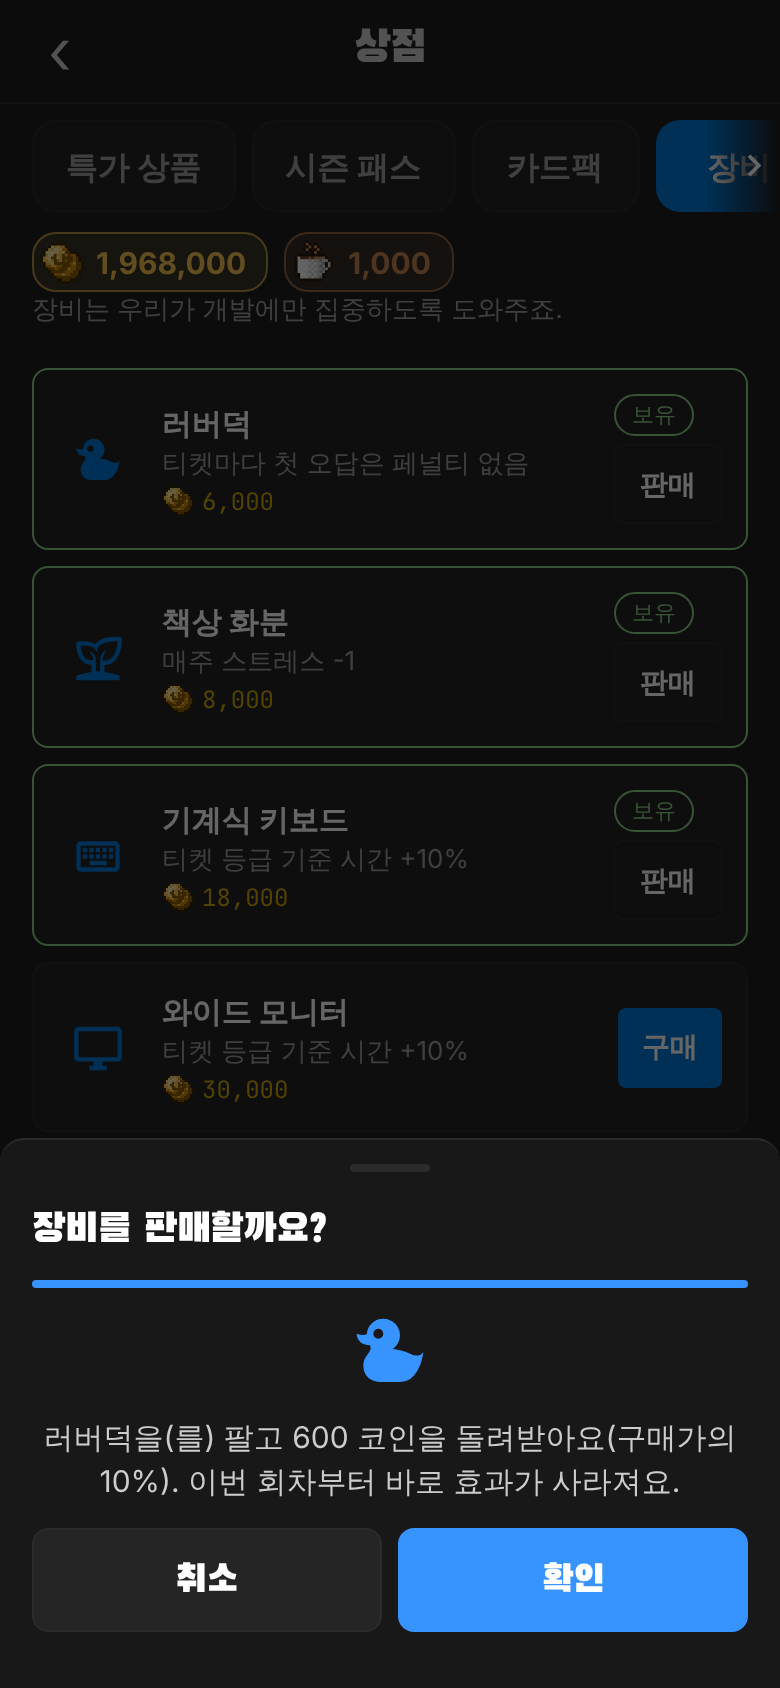 상점
특가 상품
시즌 패스
카드팩
장비
1,968,000
1,000
장비는 우리가 개발에만 집중하도록 도와주죠.
러버덕
티켓마다 첫 오답은 페널티 없음
6,000
보유
판매
책상 화분
매주 스트레스 -1
8,000
보유
판매
기계식 키보드
티켓 등급 기준 시간 +10%
18,000
보유
판매
와이드 모니터
티켓 등급 기준 시간 +10%
30,000
구매
장비를 판매할까요?
러버덕을(를) 팔고 600 코인을 돌려받아요(구매가의
10%). 이번 회차부터 바로 효과가 사라져요.
취소
확인